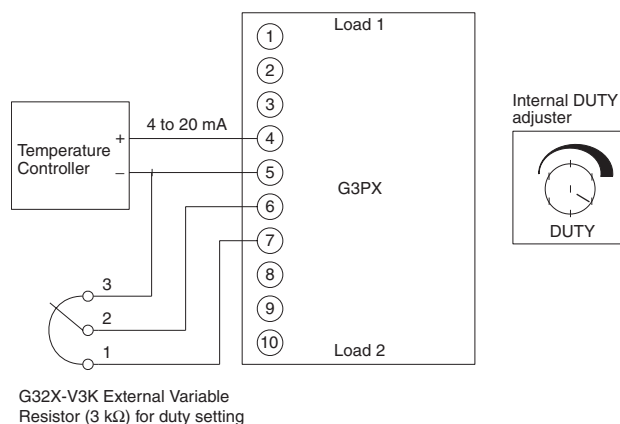 Load 1
1
2
3
4
5
6
7
8
9
10
G3PX
Load 2
4 to 20 mA
Temperature
Controller
+
–
3
2
1
G32X-V3K External Variable
Resistor (3 kΩ) for duty setting
Internal DUTY
adjuster
DUTY